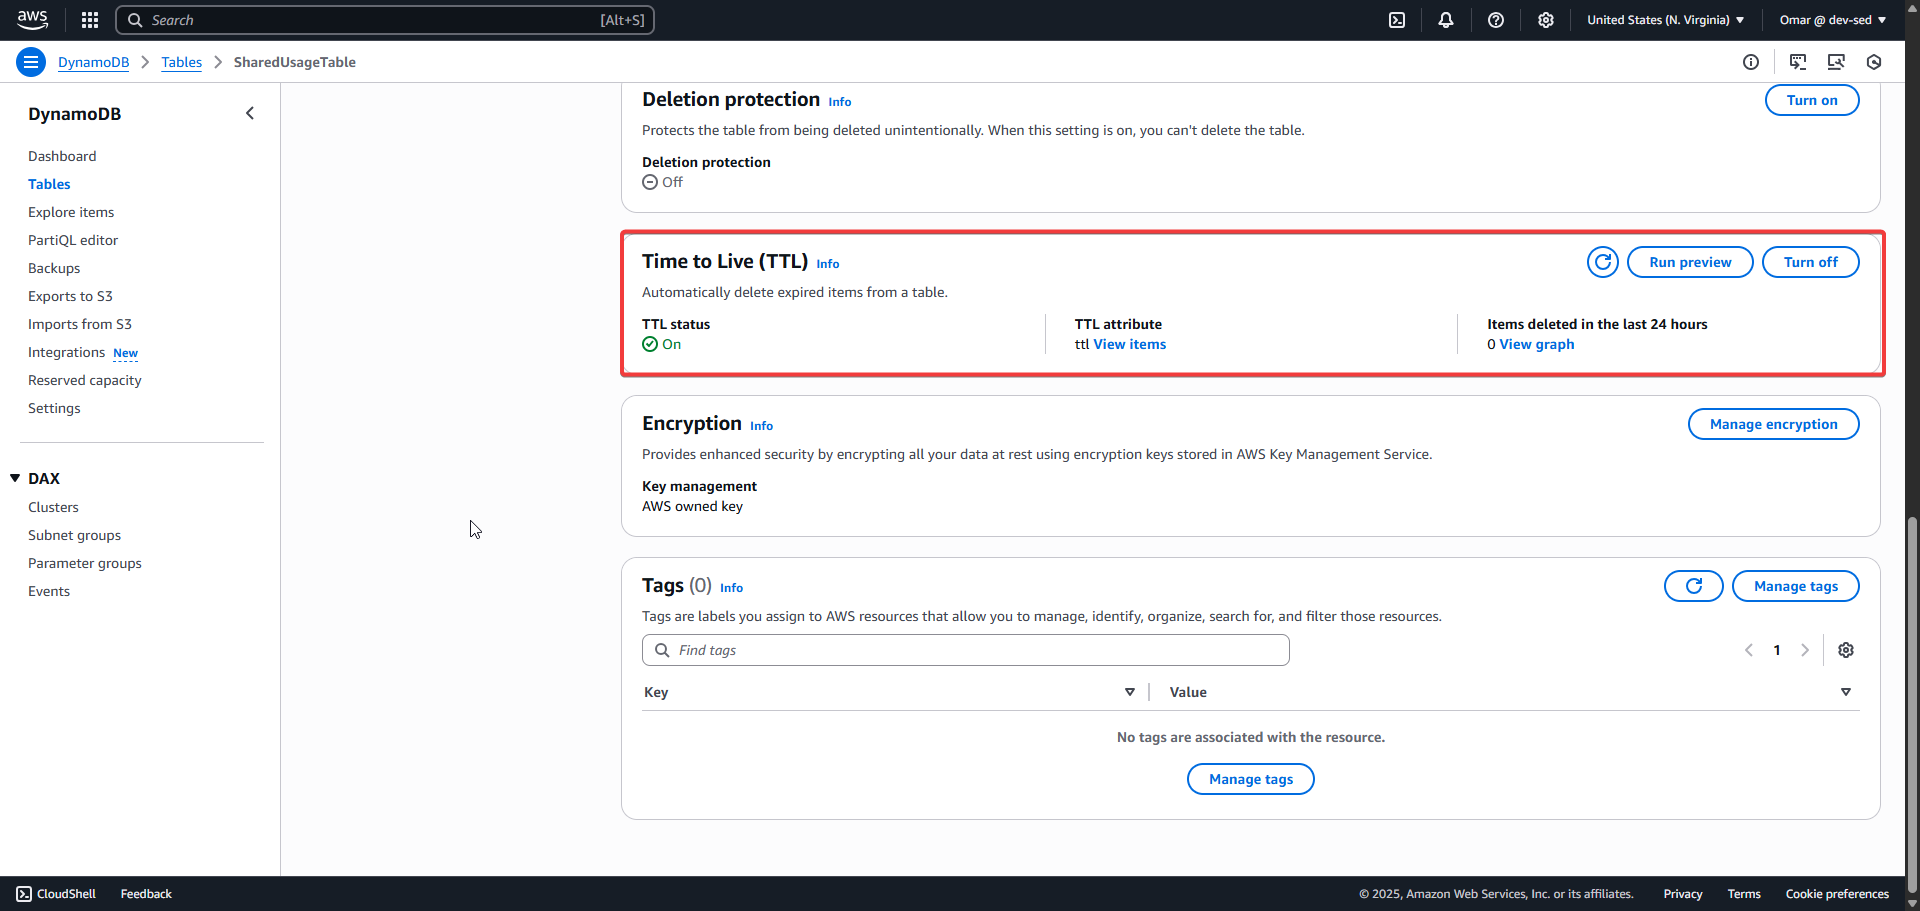 aws
Search [Alt+S]
United States (N. Virginia)
Omar @ dev-sed
DynamoDB
Tables
SharedUsageTable
DynamoDB
Dashboard
Tables
Explore items
PartiQL editor
Backups
Exports to S3
Imports from S3
Integrations New
Reserved capacity
Settings
DAX
Clusters
Subnet groups
Parameter groups
Events
Deletion protection Info
Turn on
Protects the table from being deleted unintentionally. When this setting is on, you can't delete the table.
Deletion protection
Off
Time to Live (TTL) Info
Run preview
Turn off
Automatically delete expired items from a table.
TTL status
On
TTL attribute
ttl View items
Items deleted in the last 24 hours
0 View graph
Encryption Info
Manage encryption
Provides enhanced security by encrypting all your data at rest using encryption keys stored in AWS Key Management Service.
Key management
AWS owned key
Tags (0) Info
Manage tags
Tags are labels you assign to AWS resources that allow you to manage, identify, organize, search for, and filter those resources.
Find tags
1
Key
Value
No tags are associated with the resource.
Manage tags
CloudShell
Feedback
© 2025, Amazon Web Services, Inc. or its affiliates.
Privacy
Terms
Cookie preferences